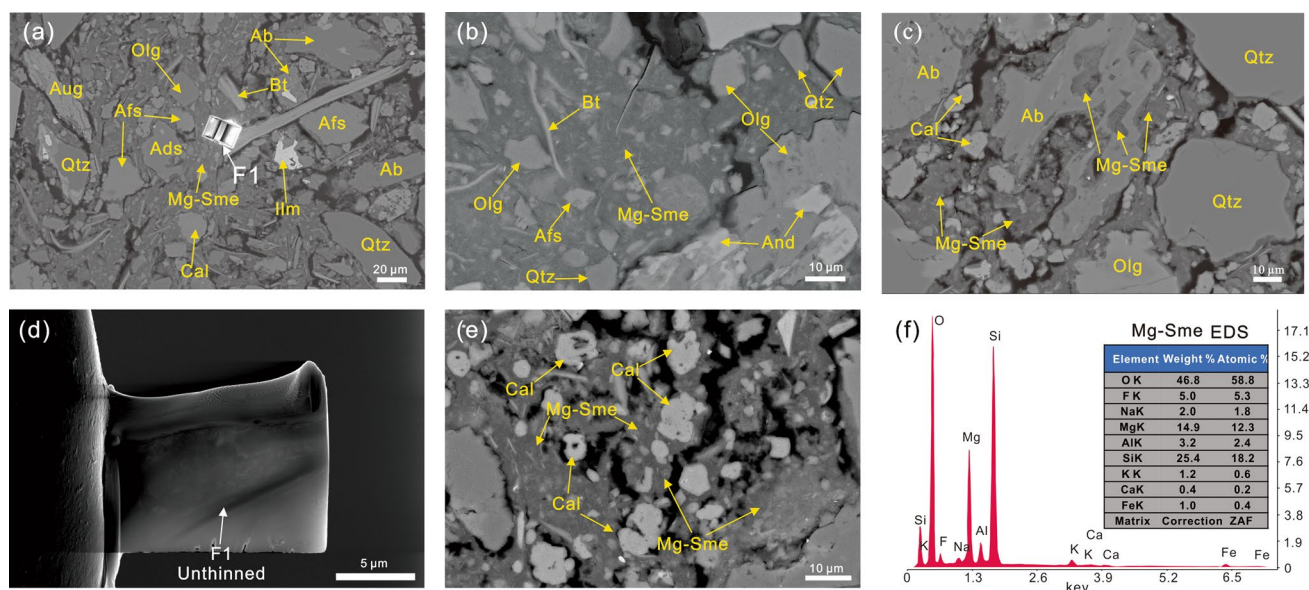 (a)
Ab
Olg
Aug
Bt
Afs
Afs
Ads
F1
Qtz
Ab
Mg-Sme
Ilm
Qtz
Cal
20 µm
(b)
Qtz
Bt
Olg
Olg
Afs
Mg-Sme
And
Qtz
10 µm
(c)
Qtz
Ab
Ab
Cal
Mg-Sme
Qtz
Mg-Sme
Olg
10 µm
(d)
F1
Unthinned
5 µm
(e)
Cal
Cal
Mg-Sme
Cal
Mg-Sme
10 µm
(f)
Mg-Sme EDS
Element Weight % Atomic %
O K 46.8 58.8
F K 5.0 5.3
NaK 2.0 1.8
MgK 14.9 12.3
AlK 3.2 2.4
SiK 25.4 18.2
K K 1.2 0.6
CaK 0.4 0.2
FeK 1.0 0.4
Matrix Correction ZAF
O
Si
Mg
Si
K
F
Na
Al
K
Ca
K
Ca
Fe
Fe
17.1
15.2
13.3
11.4
9.5
7.6
5.7
3.8
1.9
0
0
1.3
2.6
3.9
5.2
6.5
kev